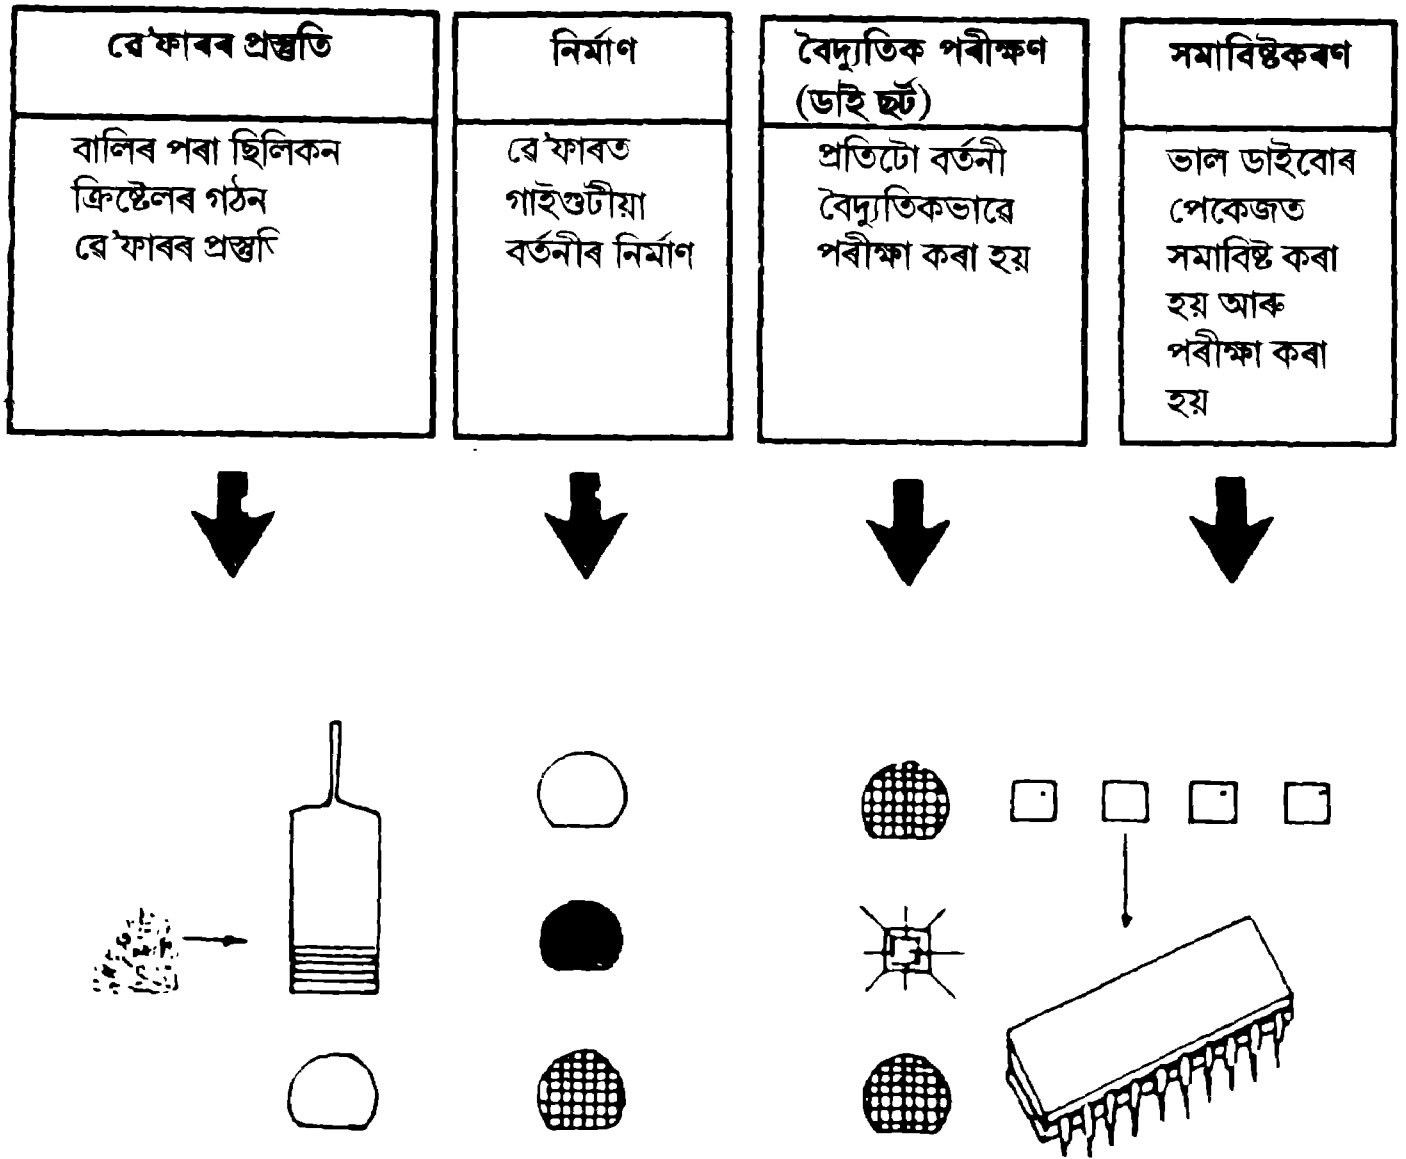 ৱে'ফাৰৰ প্ৰস্তুতি
বালিৰ পৰা ছিলিকন
ক্ৰিষ্টেলৰ গঠন
ৱে'ফাৰৰ প্ৰস্তুতি
নিৰ্মাণ
ৱে'ফাৰত
গাইগুটীয়া
বৰ্তনীৰ নিৰ্মাণ
বৈদ্যুতিক পৰীক্ষণ
(ডাই ছৰ্ট)
প্ৰতিটো বৰ্তনী
বৈদ্যুতিকভাৱে
পৰীক্ষা কৰা হয়
সমাবিষ্টকৰণ
ভাল ডাইবোৰ
পেকেজত
সমাবিষ্ট কৰা
হয় আৰু
পৰীক্ষা কৰা
হয়